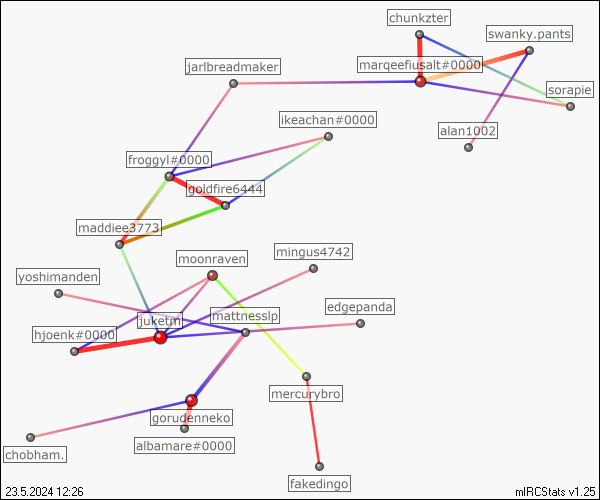 chunkzter
swanky.pants
marqeefiusalt#0000
jarlbreadmaker
sorapie
ikeachan#0000
alan1002
froggyl#0000
goldfire6444
maddiee3773
moonraven
mingus4742
yoshimanden
edgepanda
mattnesslp
juketm
hjoenk#0000
mercurybro
gorudenneko
albamare#0000
chobham.
fakedingo
23.5.2024 12:26
mIRCStats v1.25